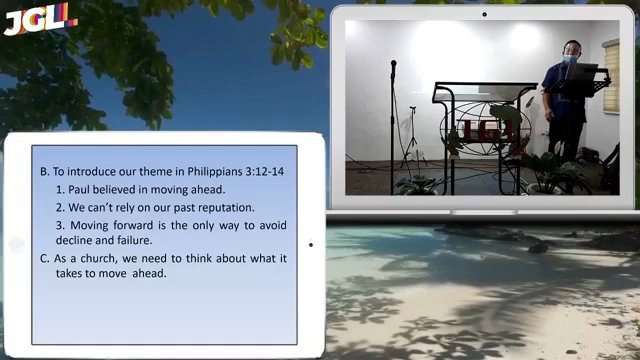 JGL
B. To introduce our theme in Philippians 3:12-14
1. Paul believed in moving ahead.
2. We can't rely on our past reputation.
3. Moving forward is the only way to avoid
decline and failure.
C. As a church, we need to think about what it
takes to move ahead.
JGL